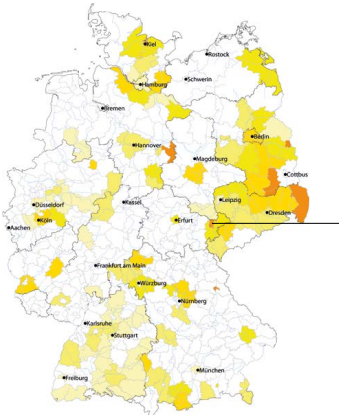 Kiel
Rostock
Hamburg
Schwerin
Bremen
Berlin
Hannover
Magdeburg
Cottbus
Düsseldorf
Kassel
Leipzig
Köln
Erfurt
Dresden
Aachen
Frankfurt am Main
Würzburg
Nürnberg
Karlsruhe
Stuttgart
Freiburg
München